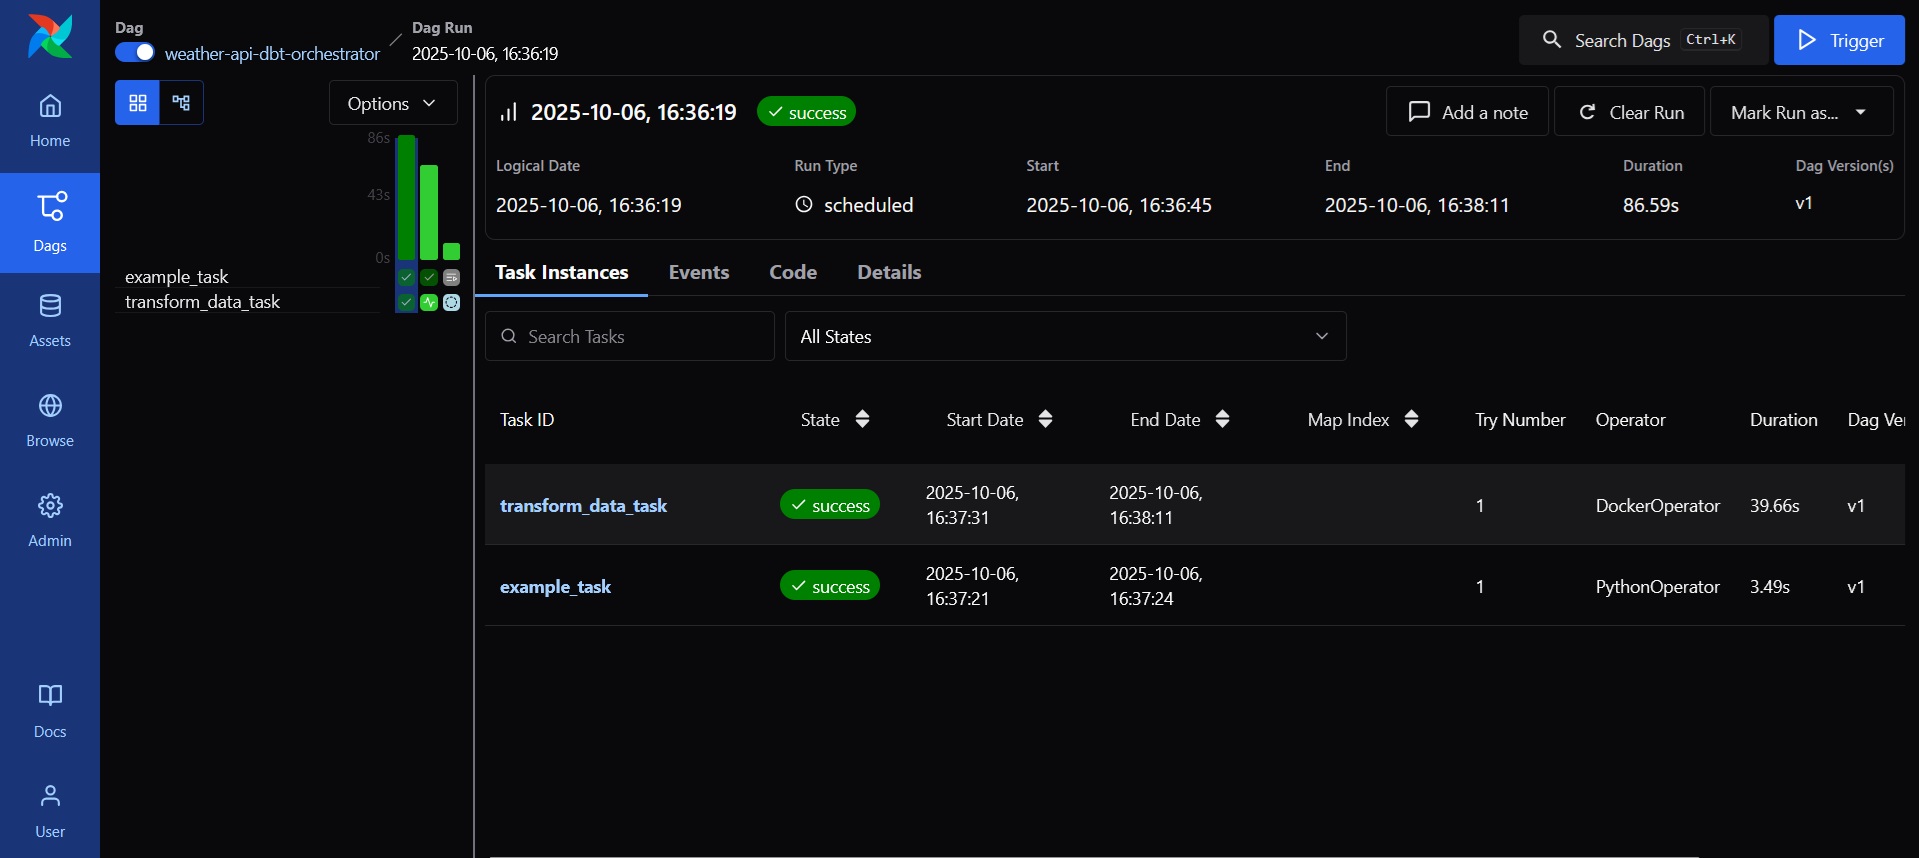 Dag
weather-api-dbt-orchestrator
Dag Run
2025-10-06, 16:36:19
Search Dags Ctrl+K
Trigger
Home
Dags
Assets
Browse
Admin
Docs
User
Options
86s
43s
0s
example_task
transform_data_task
2025-10-06, 16:36:19 success
Add a note
Clear Run
Mark Run as...
Logical Date Run Type Start End Duration Dag Version(s)
2025-10-06, 16:36:19 scheduled 2025-10-06, 16:36:45 2025-10-06, 16:38:11 86.59s v1
Task Instances Events Code Details
Search Tasks
All States
Task ID State Start Date End Date Map Index Try Number Operator Duration Dag Ver
transform_data_task success 2025-10-06, 16:37:31 2025-10-06, 16:38:11 1 DockerOperator 39.66s v1
example_task success 2025-10-06, 16:37:21 2025-10-06, 16:37:24 1 PythonOperator 3.49s v1